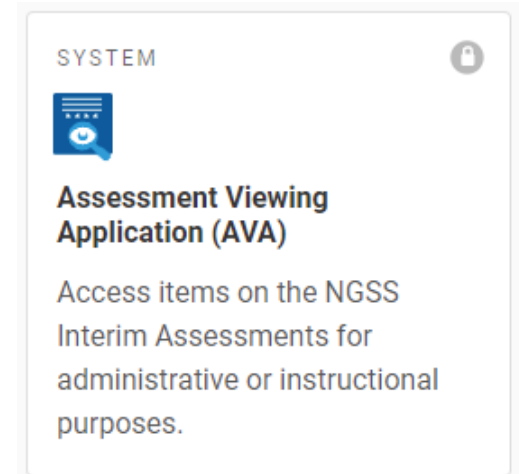 SYSTEM
Assessment Viewing
Application (AVA)
Access items on the NGSS
Interim Assessments for
administrative or instructional
purposes.